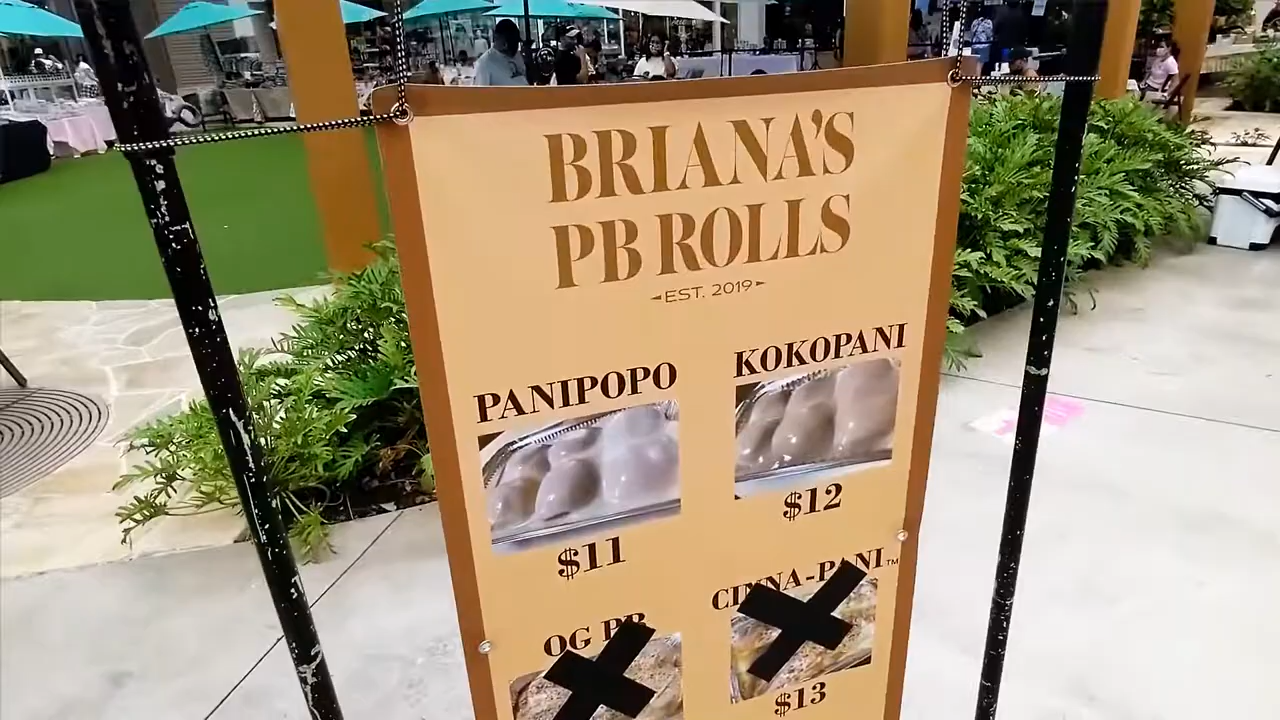 BRIANA'S
PB ROLLS
EST. 2019
PANIPOPO
KOKOPANI
$11
$12
OG PB
CINNA-PANI™
$13